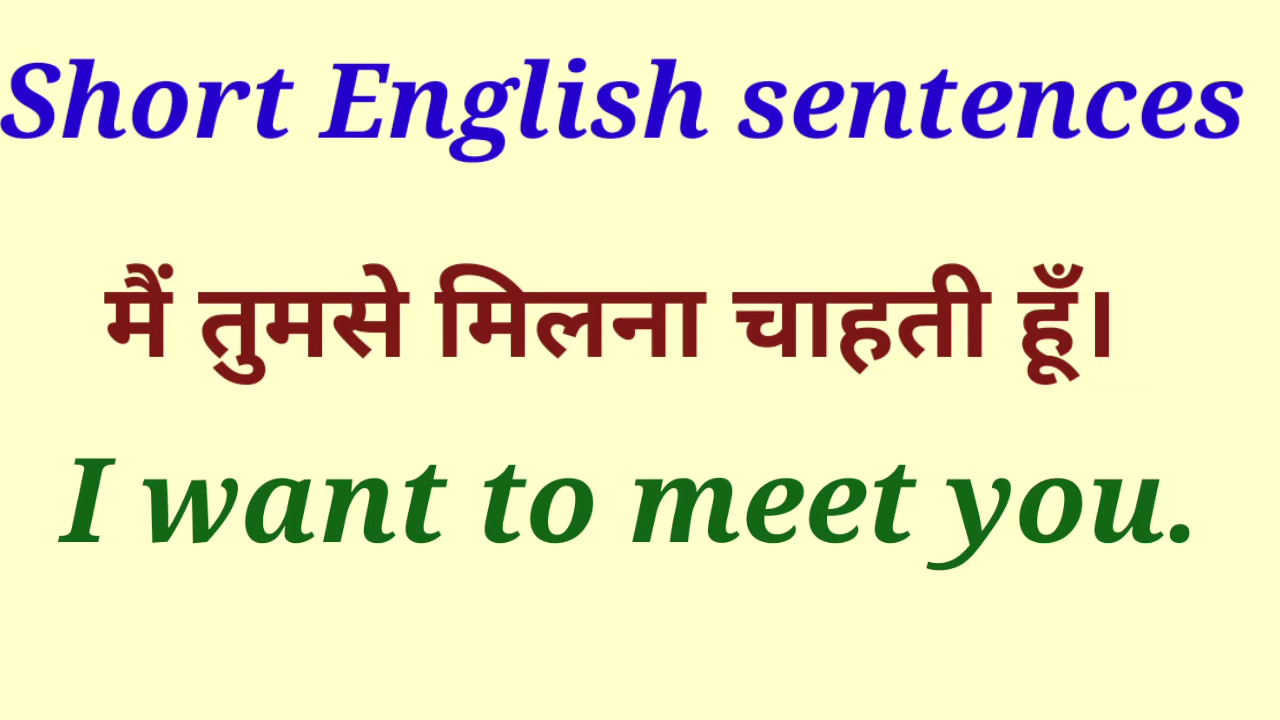 Short English sentences
मैं तुमसे मिलना चाहती हूँ।
I want to meet you.